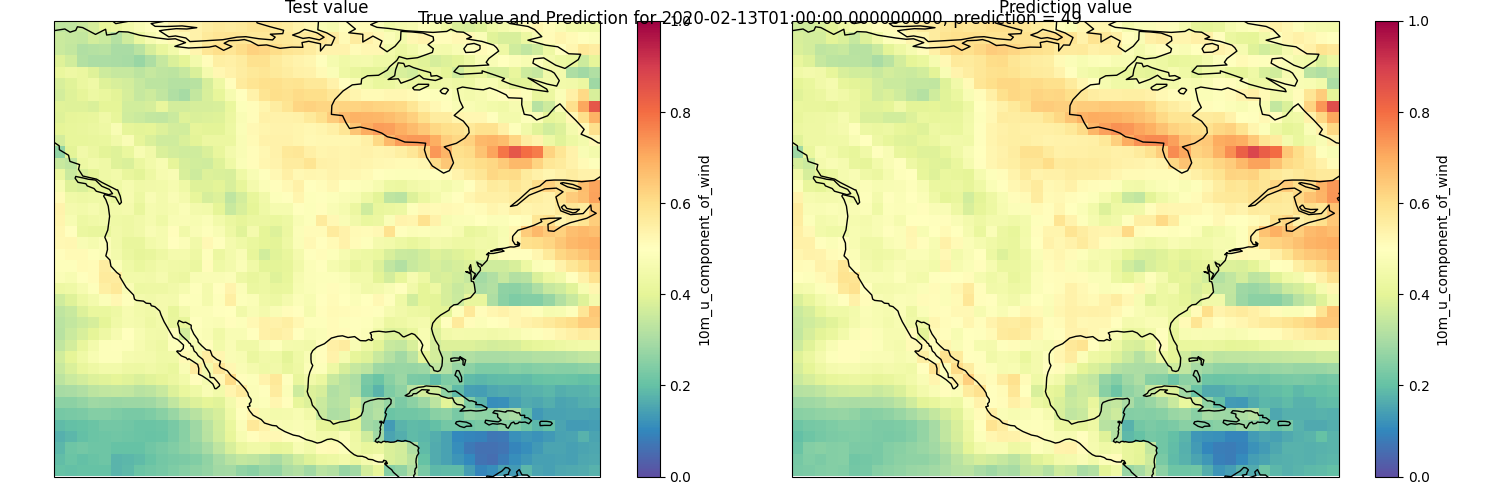 Test value
True value and Prediction for 2020-02-13T01:00:00.000000000, prediction = 49
Prediction value
1.0
0.8
0.6
0.4
0.2
0.0
10m_u_component_of_wind
1.0
0.8
0.6
0.4
0.2
0.0
10m_u_component_of_wind